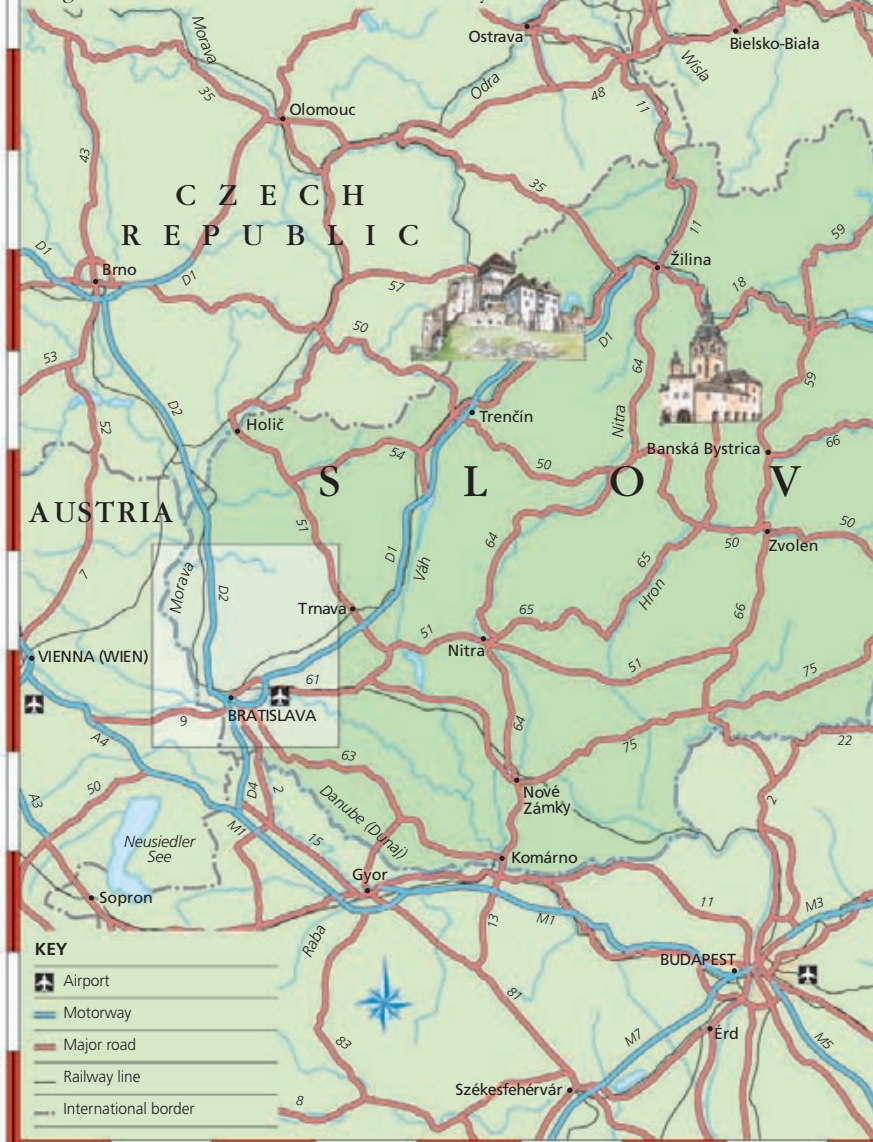 Morava
Ostrava
Bielsko-Biała
Wisla
Odra
35
48
11
Olomouc
43
CZECH
REPUBLIC
35
11
59
D1
Brno
D1
57
Žilina
18
50
D1
64
53
59
D2
52
Holič
Trenčín
Nitra
54
Banská Bystrica
66
AUSTRIA
S L O V
50
51
64
50
50
Zvolen
7
Morava
D2
D1
Váh
65
Hron
Trnava
65
66
51
Nitra
51
VIENNA (WIEN)
61
75
BRATISLAVA
9
64
A4
75
22
63
50
D4
2
Danube (Dunaj)
Nové
Zámky
2
A3
M1
15
Neusiedler
See
Komárno
Gyor
Sopron
11
M3
13
M1
Raba
KEY
Airport
Motorway
Major road
Railway line
International border
BUDAPEST
81
M7
Érd
M5
83
Székesfehérvár
8